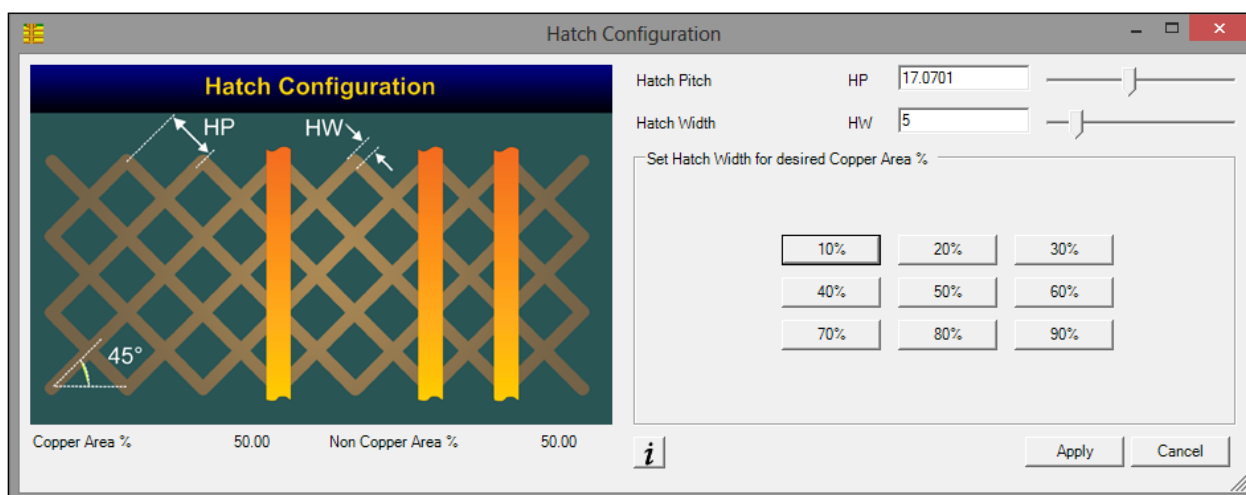 Hatch Configuration
Hatch Configuration
HP
HW
45°
Copper Area % 50.00 Non Copper Area % 50.00
Hatch Pitch HP 17.0701
Hatch Width HW 5
Set Hatch Width for desired Copper Area %
10% 20% 30%
40% 50% 60%
70% 80% 90%
i
Apply Cancel